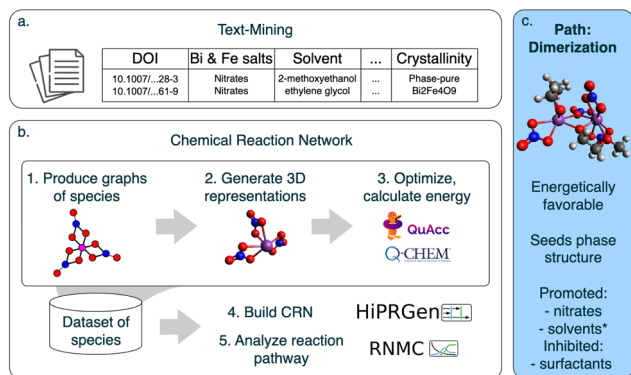 a.
Text-Mining
DOI Bi & Fe salts Solvent ... Crystallinity
10.1007/...28-3 Nitrates 2-methoxyethanol ... Phase-pure
10.1007/...61-9 Nitrates ethylene glycol ... Bi2Fe4O9
b.
Chemical Reaction Network
1. Produce graphs
of species
2. Generate 3D
representations
3. Optimize,
calculate energy
QuAcc
Q-CHEM
Dataset of
species
4. Build CRN
HiPRGen
5. Analyze reaction
pathway
RNMC
c.
Path:
Dimerization
Energetically
favorable
Seeds phase
structure
Promoted:
- nitrates
- solvents*
Inhibited:
- surfactants